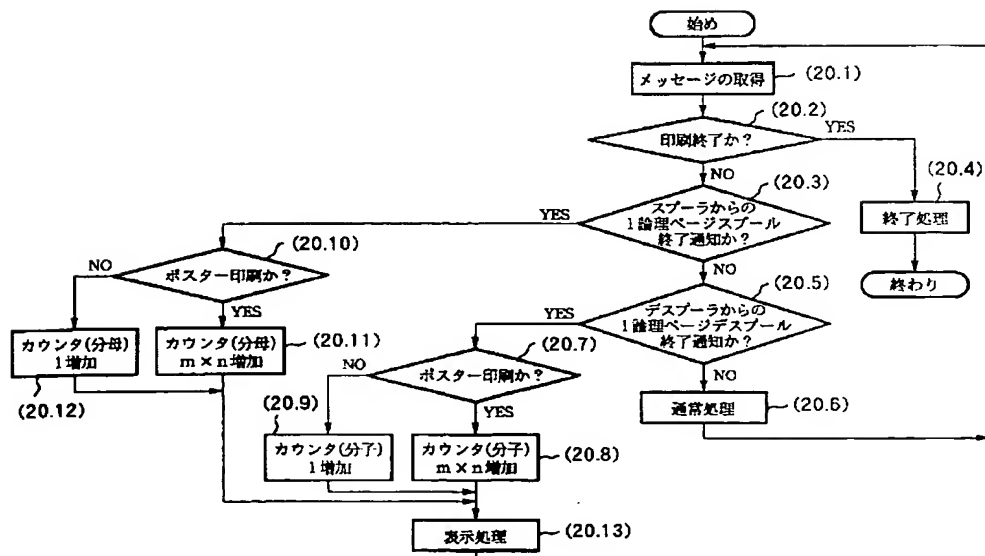 始め
メッセージの取得
(20.1)
印刷終了か?
(20.2)
YES
NO
(20.4)
終了処理
終わり
スプーラからの
1論理ページスプール
終了通知か?
(20.3)
YES
NO
ポスター印刷か?
(20.10)
NO
YES
カウンタ(分母)
1増加
(20.12)
カウンタ(分母)
m×n増加
(20.11)
デスプーラからの
1論理ページデスプール
終了通知か?
(20.5)
YES
NO
通常処理
(20.6)
ポスター印刷か?
(20.7)
NO
YES
(20.9)
カウンタ(分子)
1増加
カウンタ(分子)
m×n増加
(20.8)
表示処理
(20.13)